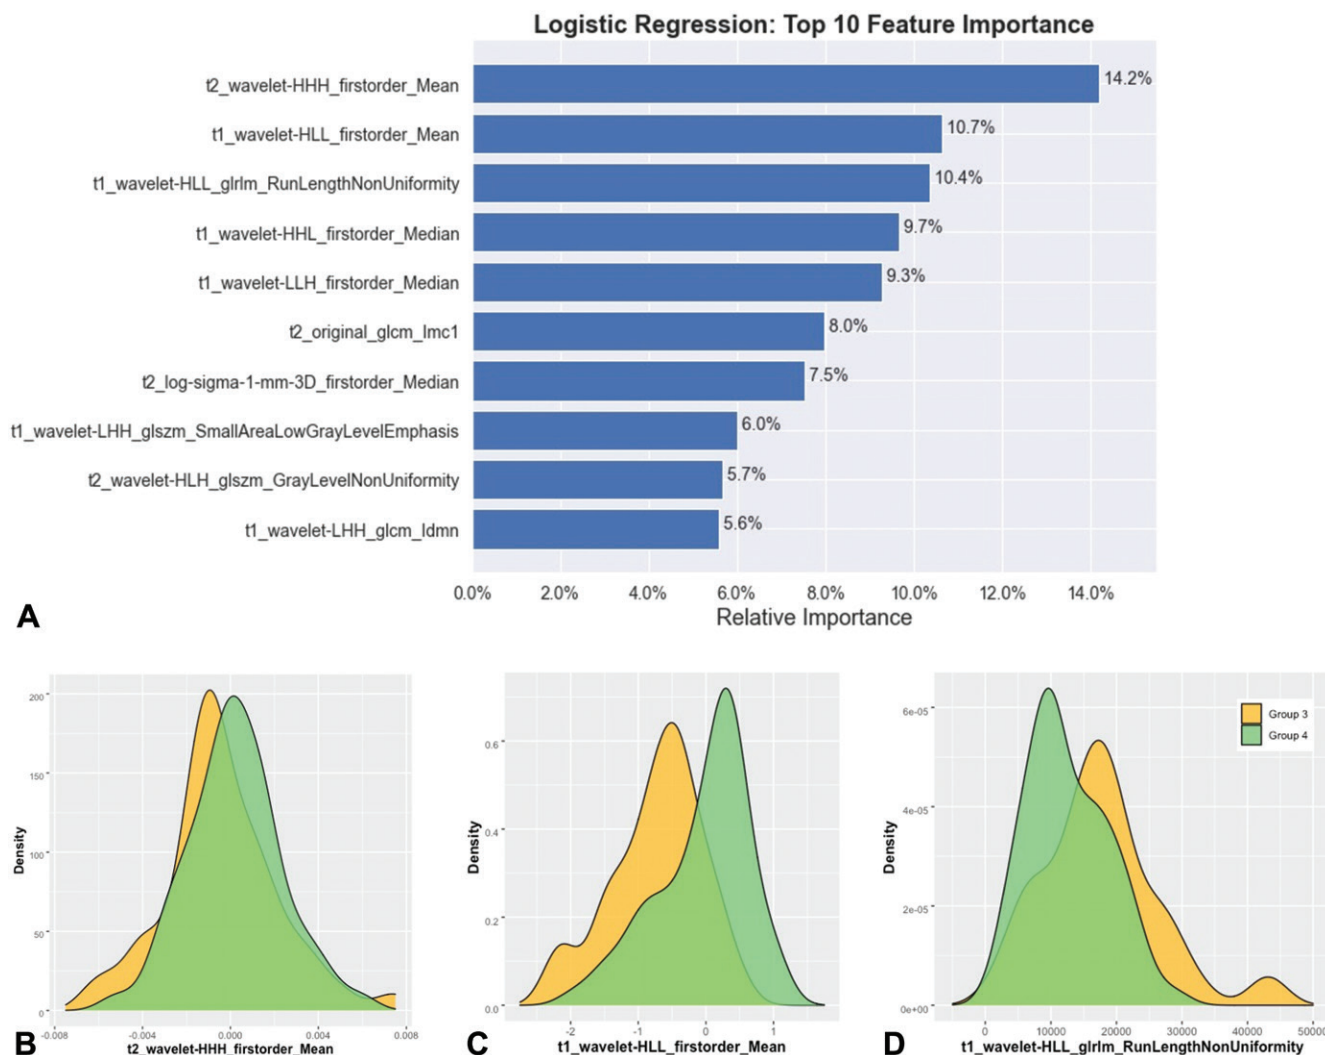 Logistic Regression: Top 10 Feature Importance
t2_wavelet-HHH_firstorder_Mean
14.2%
t1_wavelet-HLL_firstorder_Mean
10.7%
t1_wavelet-HLL_glrlm_RunLengthNonUniformity
10.4%
t1_wavelet-HHL_firstorder_Median
9.7%
t1_wavelet-LLH_firstorder_Median
9.3%
t2_original_glcm_Imc1
8.0%
t2_log-sigma-1-mm-3D_firstorder_Median
7.5%
t1_wavelet-LHH_glszm_SmallAreaLowGrayLevelEmphasis
6.0%
t2_wavelet-HLH_glszm_GrayLevelNonUniformity
5.7%
t1_wavelet-LHH_glcm_Idmn
5.6%
0.0% 2.0% 4.0% 6.0% 8.0% 10.0% 12.0% 14.0%
Relative Importance
A
200
150
100
50
0
Density
-0.008 -0.004 0.000 0.004 0.008
t2_wavelet-HHH_firstorder_Mean
B
0.6
0.4
0.2
0.0
Density
-2 -1 0 1
t1_wavelet-HLL_firstorder_Mean
C
6e-05
4e-05
2e-05
0e+00
Density
Group 3
Group 4
0 10000 20000 30000 40000 50000
t1_wavelet-HLL_glrlm_RunLengthNonUniformity
D